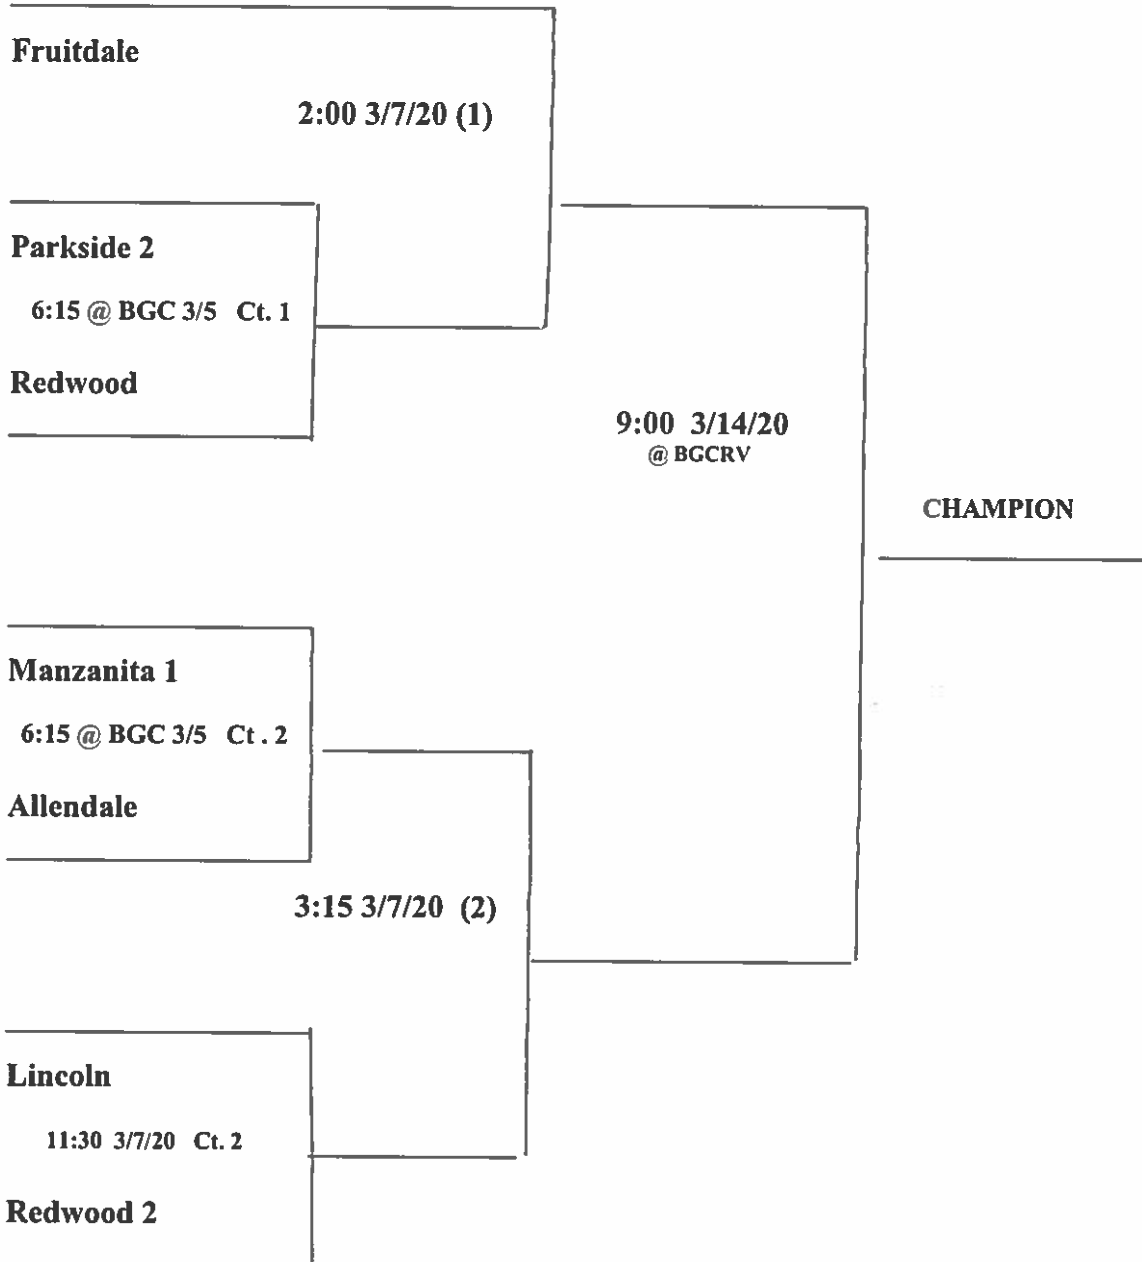 Fruitdale
2:00 3/7/20 (1)
Parkside 2
6:15 @ BGC 3/5 Ct. 1
Redwood
9:00 3/14/20
@ BGCRV
CHAMPION
Manzanita 1
6:15 @ BGC 3/5 Ct . 2
Allendale
3:15 3/7/20 (2)
Lincoln
11:30 3/7/20 Ct. 2
Redwood 2